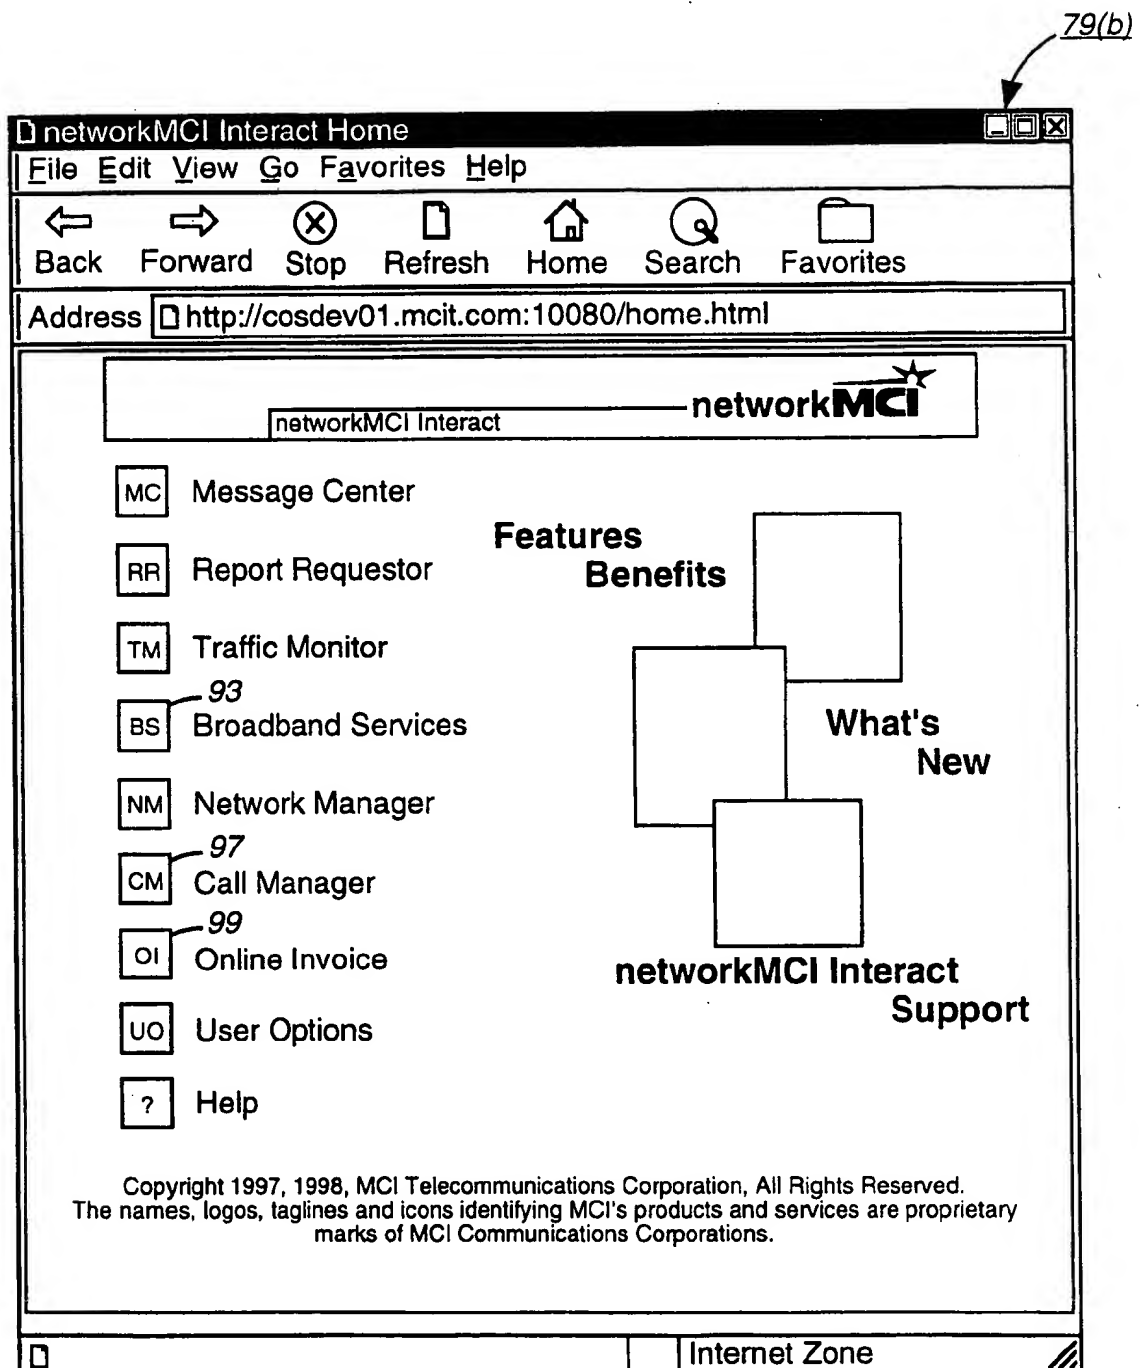 79(b)
networkMCI Interact Home
File Edit View Go Favorites Help
Back Forward Stop Refresh Home Search Favorites
Address http://cosdev01.mcit.com:10080/home.html
networkMCI
networkMCI Interact
MC Message Center
Features
Benefits
RR Report Requestor
TM Traffic Monitor
93
BS Broadband Services
What's
New
NM Network Manager
97
CM Call Manager
99
OI Online Invoice
networkMCI Interact
Support
UO User Options
? Help
Copyright 1997, 1998, MCI Telecommunications Corporation, All Rights Reserved.
The names, logos, taglines and icons identifying MCI's products and services are proprietary
marks of MCI Communications Corporations.
Internet Zone